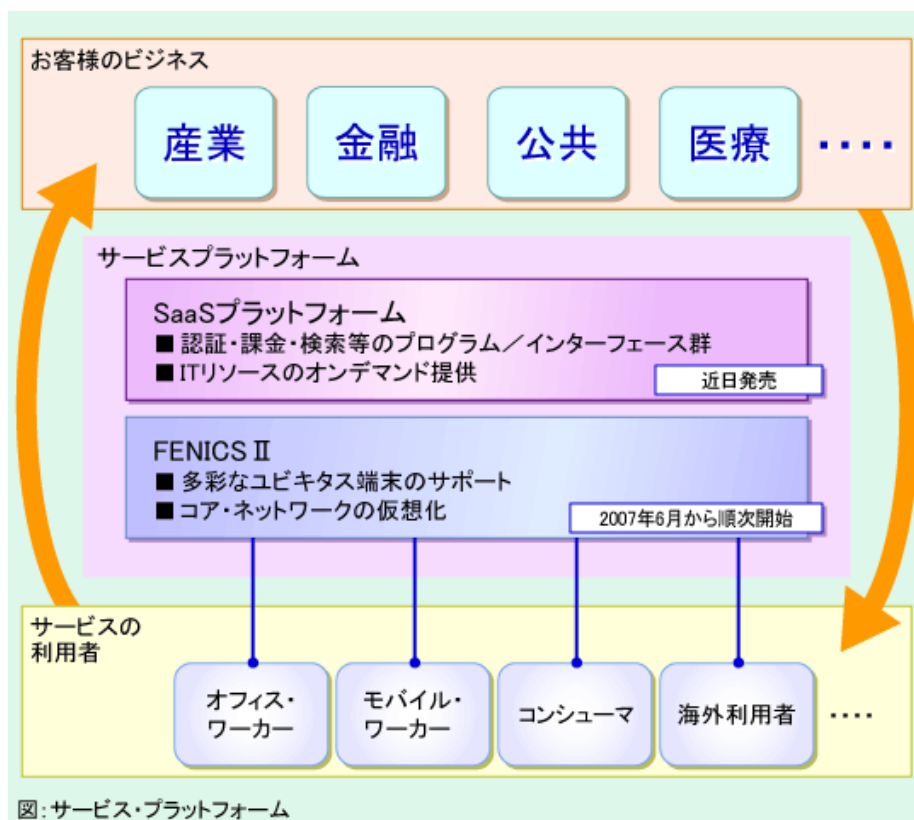 お客様のビジネス
産業 金融 公共 医療 ････
サービスプラットフォーム
SaaSプラットフォーム
■ 認証・課金・検索等のプログラム／インターフェース群
■ ITリソースのオンデマンド提供
近日発売
FENICSⅡ
■ 多彩なユビキタス端末のサポート
■ コア・ネットワークの仮想化
2007年6月から順次開始
サービスの
利用者
オフィス・
ワーカー
モバイル・
ワーカー
コンシューマ
海外利用者
････
図：サービス・プラットフォーム